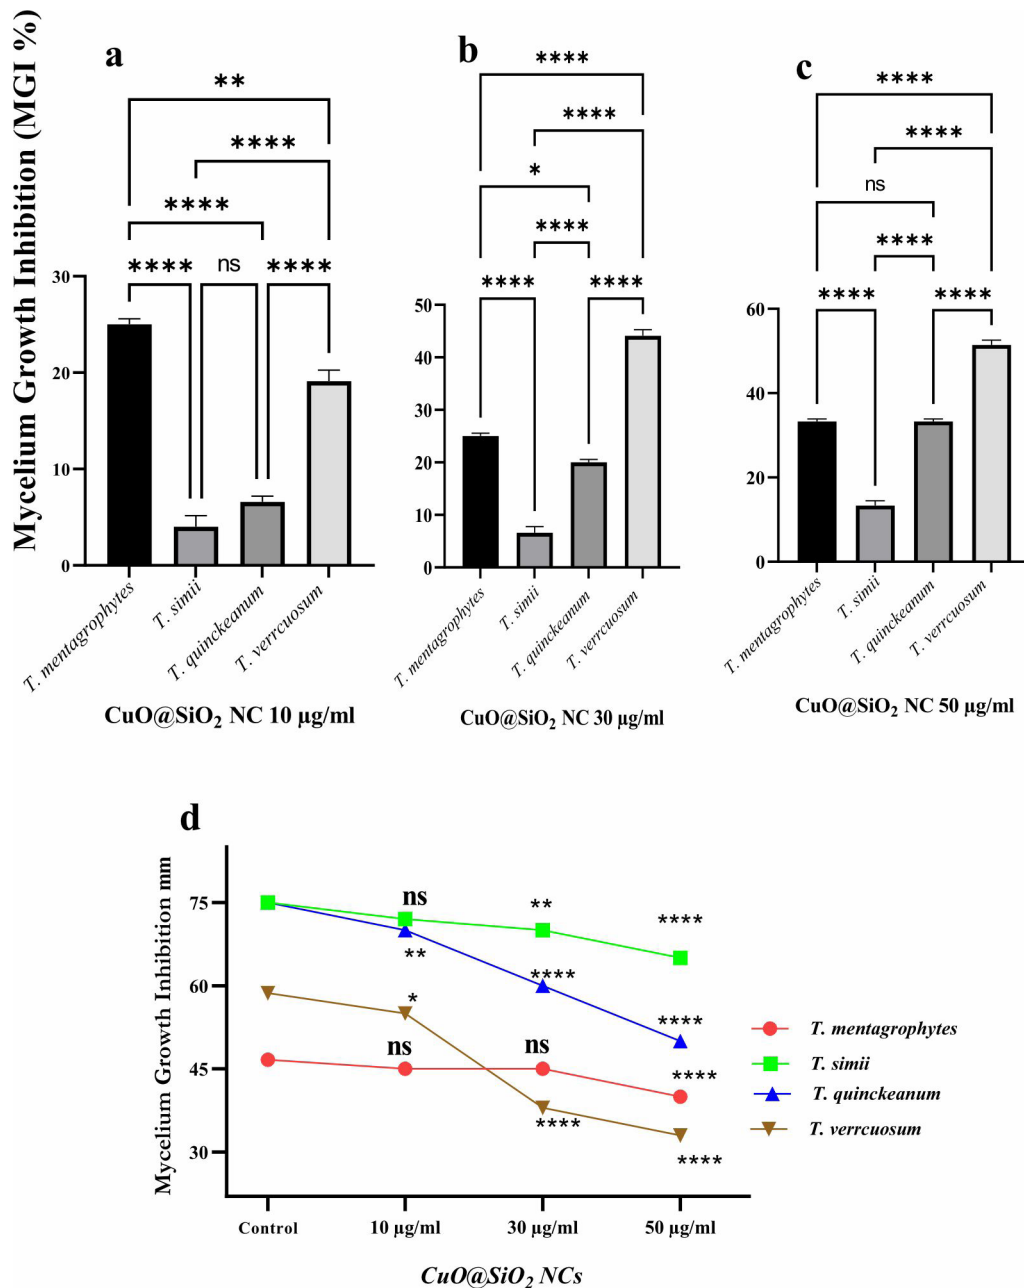 Mycelium Growth Inhibition (MGI %)
a
**
****
****
**** ns ****
30
20
10
0
T. mentagrophytes
T. simii
T. quinckeanum
T. verrcuosum
CuO@SiO₂ NC 10 µg/ml
b
****
****
*
****
**** ****
50
40
30
20
10
0
T. mentagrophytes
T. simii
T. quinckeanum
T. verrcuosum
CuO@SiO₂ NC 30 µg/ml
c
****
****
ns
****
**** ****
60
40
20
0
T. mentagrophytes
T. simii
T. quinckeanum
T. verrcuosum
CuO@SiO₂ NC 50 µg/ml
d
Mycelium Growth Inhibition mm
75
60
45
30
ns ** ****
** **** ****
* **** ****
ns ns ****
Control 10 µg/ml 30 µg/ml 50 µg/ml
CuO@SiO₂ NCs
T. mentagrophytes
T. simii
T. quinckeanum
T. verrcuosum